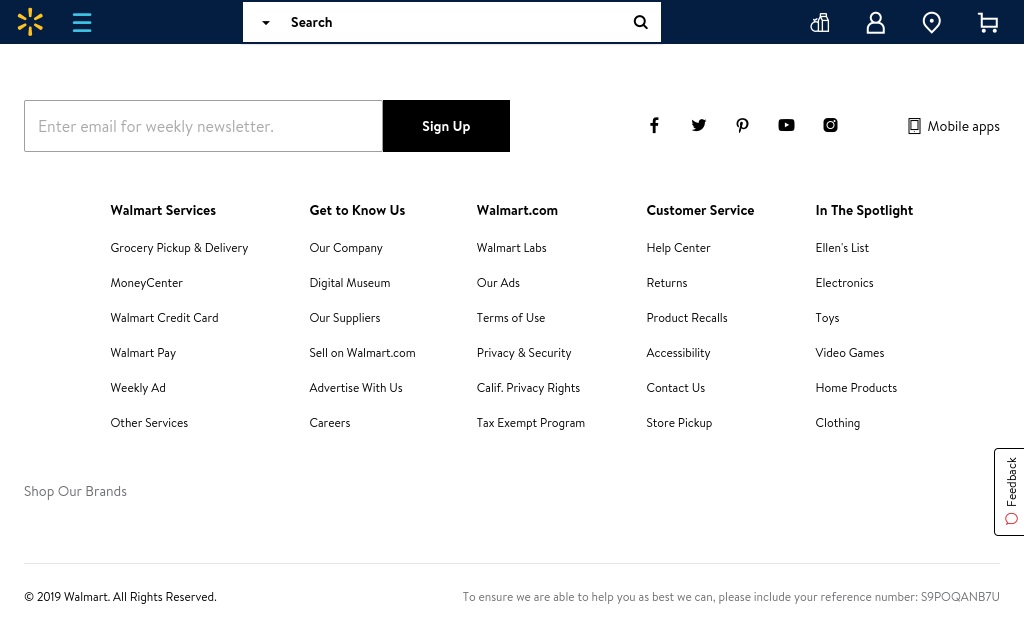 Search
Enter email for weekly newsletter.
Sign Up
Mobile apps
Walmart Services
Grocery Pickup & Delivery
MoneyCenter
Walmart Credit Card
Walmart Pay
Weekly Ad
Other Services
Get to Know Us
Our Company
Digital Museum
Our Suppliers
Sell on Walmart.com
Advertise With Us
Careers
Walmart.com
Walmart Labs
Our Ads
Terms of Use
Privacy & Security
Calif. Privacy Rights
Tax Exempt Program
Customer Service
Help Center
Returns
Product Recalls
Accessibility
Contact Us
Store Pickup
In The Spotlight
Ellen's List
Electronics
Toys
Video Games
Home Products
Clothing
Feedback
Shop Our Brands
© 2019 Walmart. All Rights Reserved.
To ensure we are able to help you as best we can, please include your reference number: S9POQANB7U